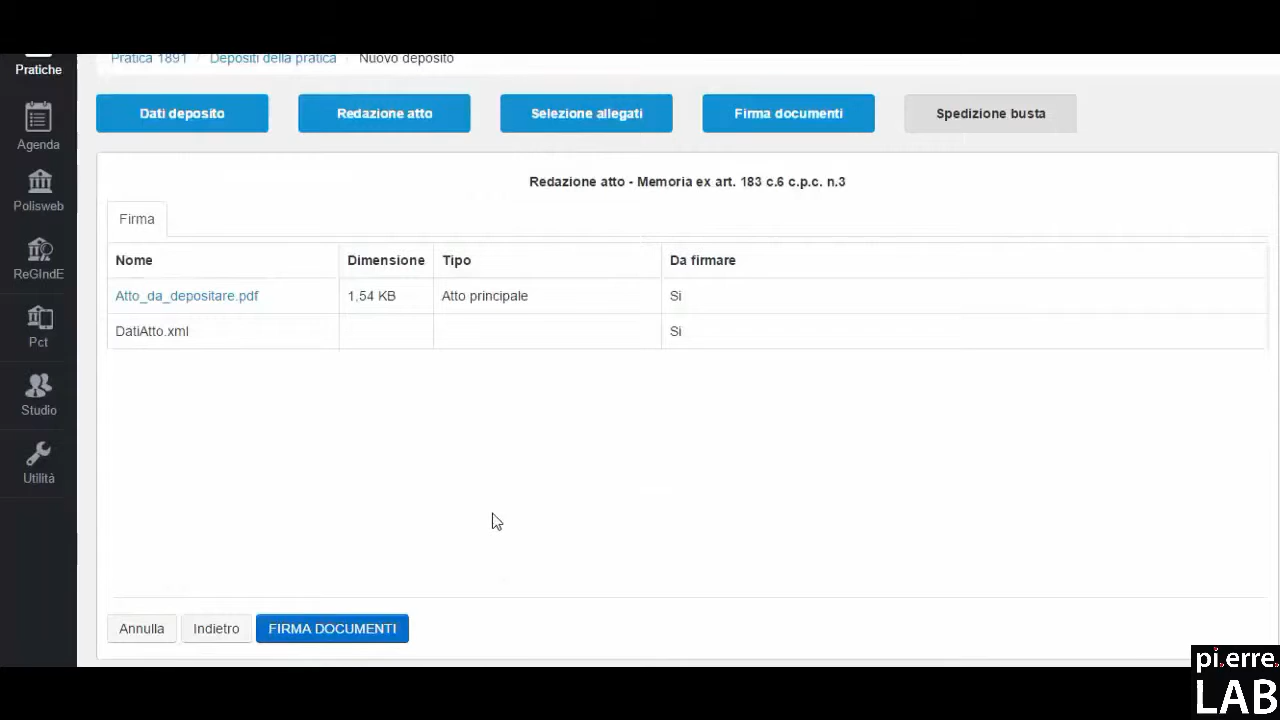 Pratica 1891 / Depositi della pratica · Nuovo deposito
Pratiche
Agenda
Polisweb
ReGIndE
Pct
Studio
Utilità
Dati deposito Redazione atto Selezione allegati Firma documenti Spedizione busta
Redazione atto - Memoria ex art. 183 c.6 c.p.c. n.3
Firma
Nome Dimensione Tipo Da firmare
Atto_da_depositare.pdf 1.54 KB Atto principale Si
DatiAtto.xml Si
Annulla Indietro FIRMA DOCUMENTI
pi.erre.
LAB